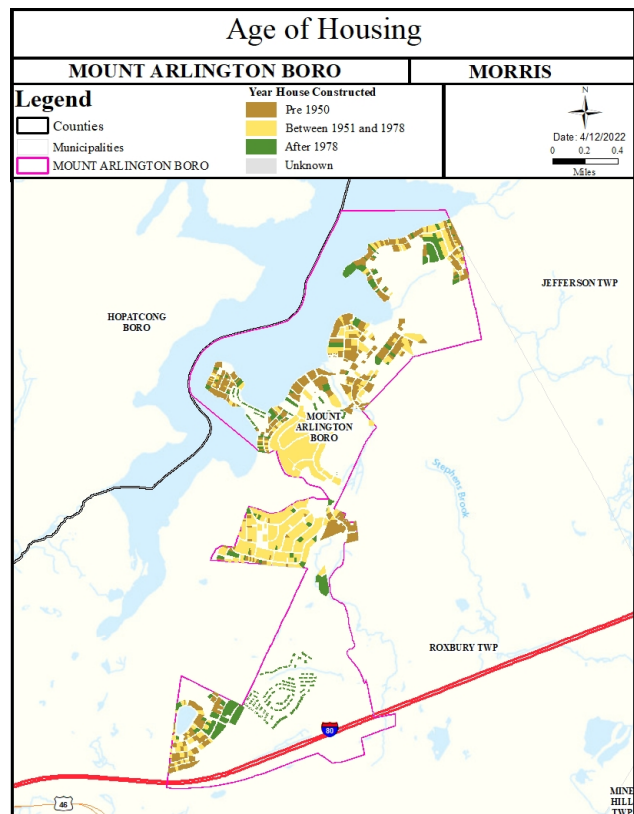 Age of Housing
MOUNT ARLINGTON BORO
MORRIS
Legend
Counties
Municipalities
MOUNT ARLINGTON BORO
Year House Constructed
Pre 1950
Between 1951 and 1978
After 1978
Unknown
N
Date: 4/12/2022
0 0.2 0.4
Miles
JEFFERSON TWP
HOPATCONG
BORO
MOUNT
ARLINGTON
BORO
Stephens Brook
ROXBURY TWP
80
46
MINE
HILL
TWP